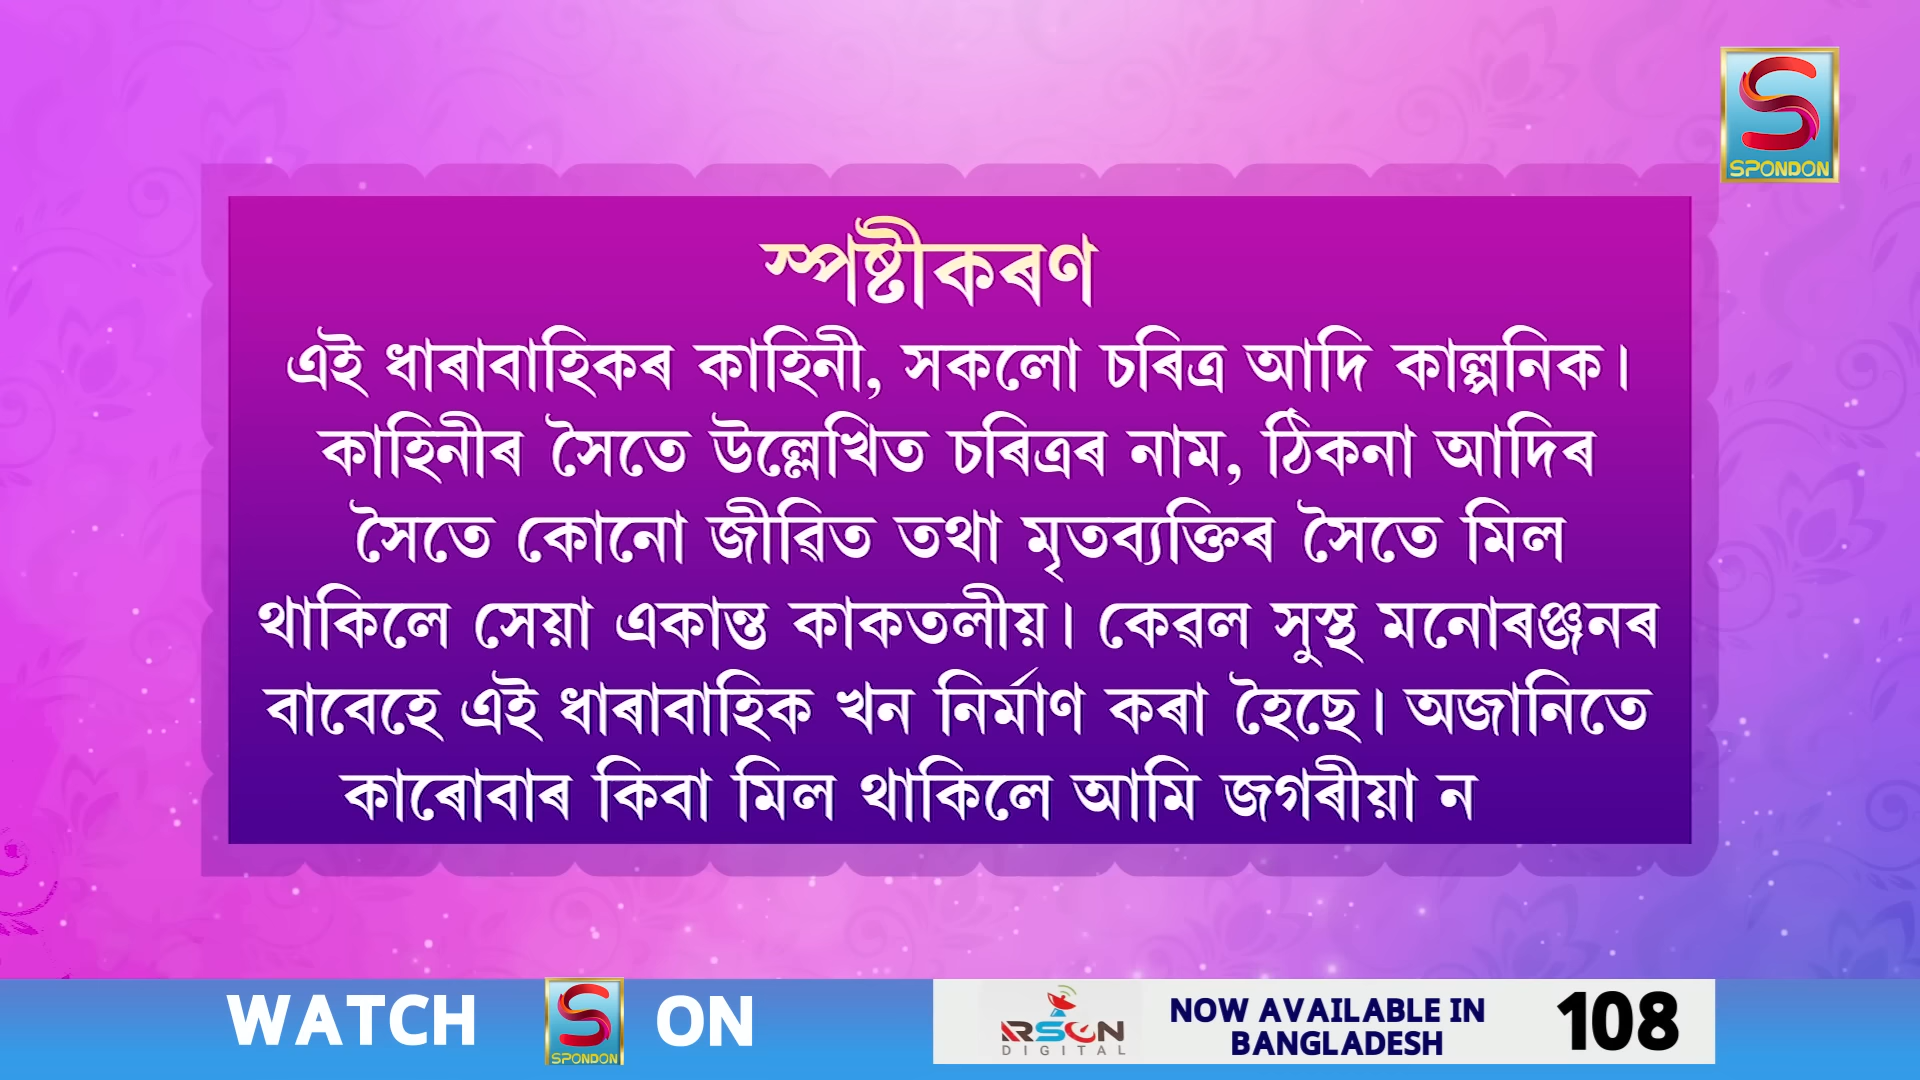 SPONDON
স্পষ্টীকৰণ
এই ধাৰাবাহিকৰ কাহিনী, সকলো চৰিত্ৰ আদি কাল্পনিক।
কাহিনীৰ সৈতে উল্লেখিত চৰিত্ৰৰ নাম, ঠিকনা আদিৰ
সৈতে কোনো জীৱিত তথা মৃতব্যক্তিৰ সৈতে মিল
থাকিলে সেয়া একান্ত কাকতলীয়। কেৱল সুস্থ মনোৰঞ্জনৰ
বাবেহে এই ধাৰাবাহিক খন নিৰ্মাণ কৰা হৈছে। অজানিতে
কাৰোবাৰ কিবা মিল থাকিলে আমি জগৰীয়া ন
WATCH SPONDON ON
RSCN DIGITAL
NOW AVAILABLE IN
BANGLADESH
108